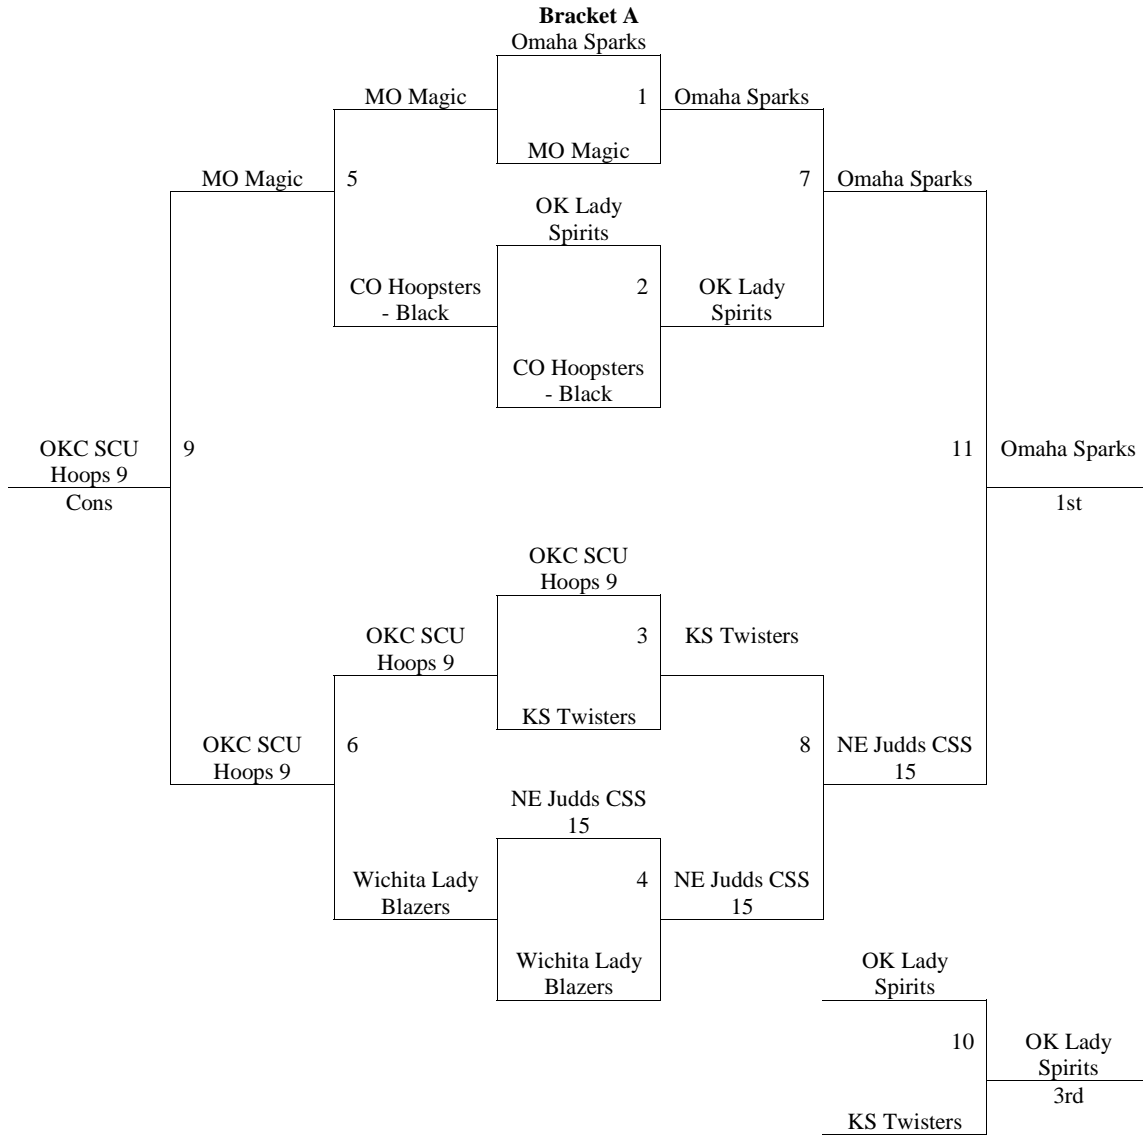 Bracket A
Omaha Sparks
MO Magic
1
Omaha Sparks
MO Magic
MO Magic
5
7
Omaha Sparks
OK Lady
Spirits
CO Hoopsters
- Black
2
OK Lady
Spirits
CO Hoopsters
- Black
OKC SCU
Hoops 9
Cons
9
11
Omaha Sparks
1st
OKC SCU
Hoops 9
OKC SCU
Hoops 9
3
KS Twisters
KS Twisters
OKC SCU
Hoops 9
6
8
NE Judds CSS
15
NE Judds CSS
15
Wichita Lady
Blazers
4
NE Judds CSS
15
Wichita Lady
Blazers
OK Lady
Spirits
10
OK Lady
Spirits
3rd
KS Twisters